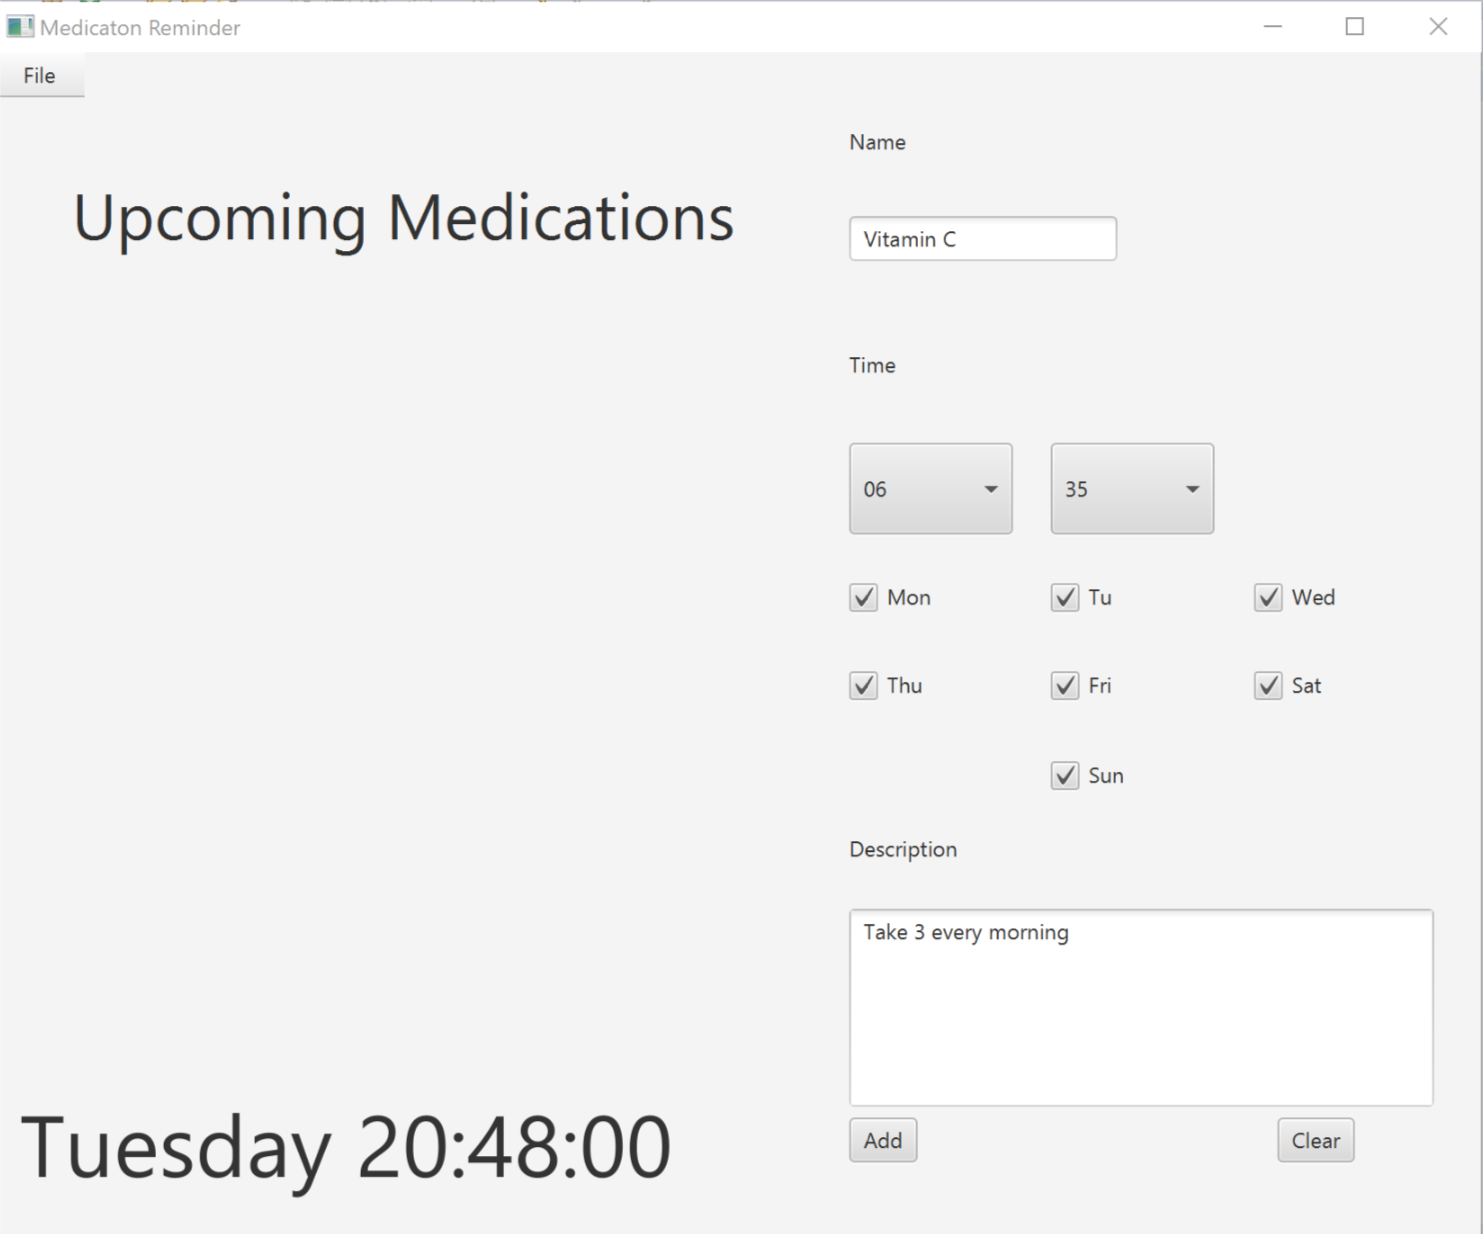 Medicaton Reminder
File
Upcoming Medications
Name
Vitamin C
Time
06 35
Mon Tu Wed
Thu Fri Sat
Sun
Description
Take 3 every morning
Add Clear
Tuesday 20:48:00